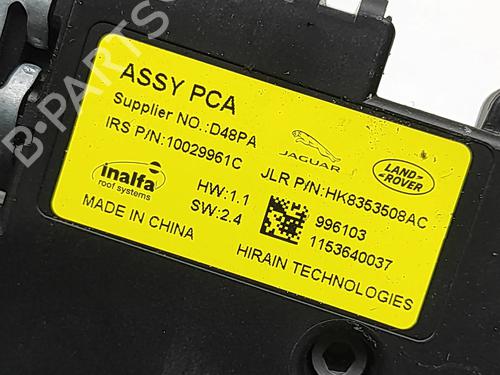 ASSY PCA
Supplier NO.:D48PA
IRS P/N:10029961C
JAGUAR
LAND-
ROVER
JLR P/N:HK8353508AC
inalfa
roof systems
HW:1.1
SW:2.4
996103
1153640037
MADE IN CHINA
HIRAIN TECHNOLOGIES
B-PARTS